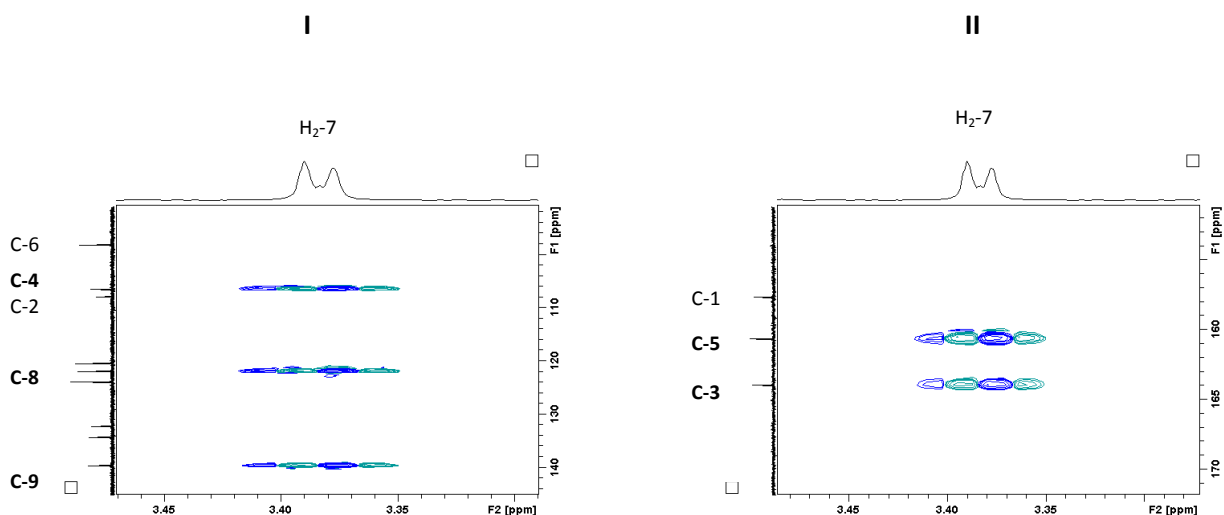 I
II
H₂-7
H₂-7
C-6
C-4
C-2
C-8
C-9
F1 [ppm]
110
120
130
140
3.45
3.40
3.35
F2 [ppm]
C-1
C-5
C-3
F1 [ppm]
160
165
170
3.45
3.40
3.35
F2 [ppm]